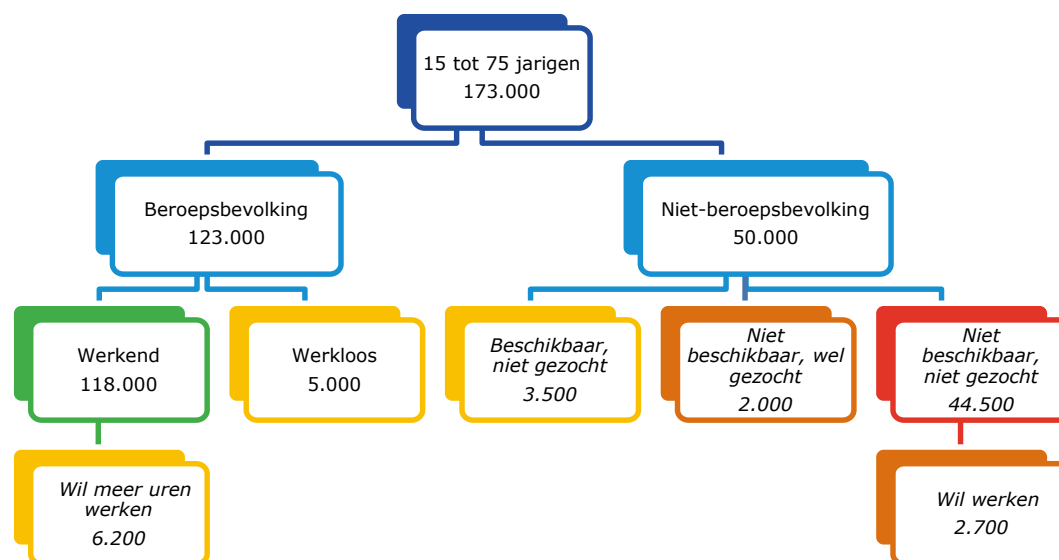 15 tot 75 jarigen
173.000
Beroepsbevolking
123.000
Niet-beroepsbevolking
50.000
Werkend
118.000
Werkloos
5.000
Beschikbaar,
niet gezocht
3.500
Niet
beschikbaar, wel
gezocht
2.000
Niet
beschikbaar,
niet gezocht
44.500
Wil meer uren
werken
6.200
Wil werken
2.700